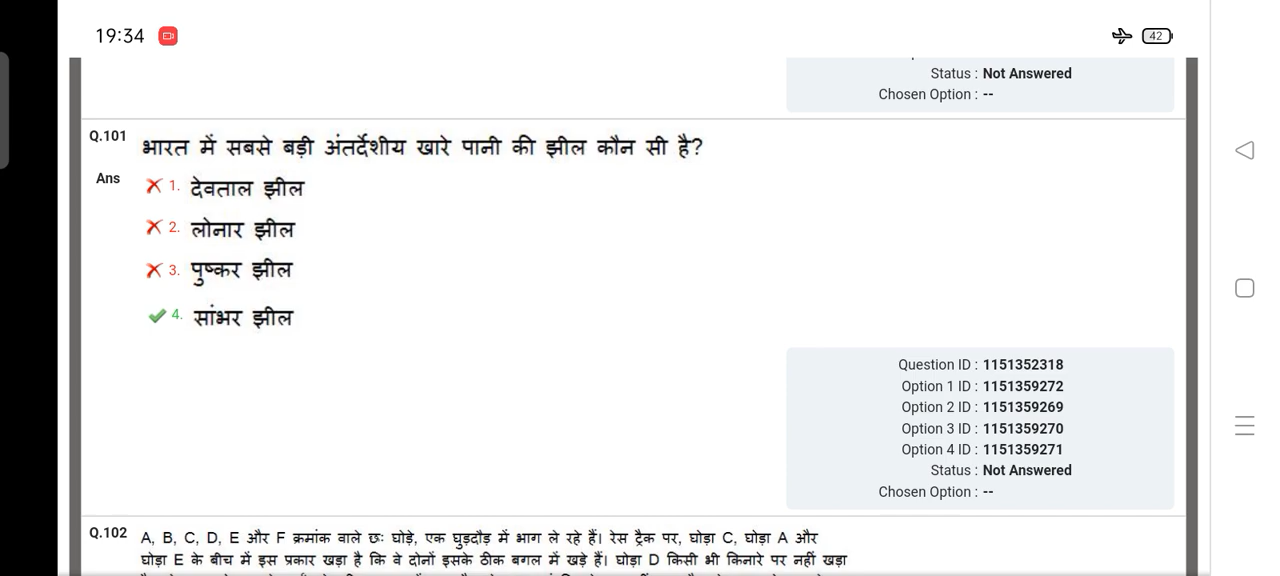 19:34
42
Status : Not Answered
Chosen Option : --
Q.101 भारत में सबसे बड़ी अंतर्देशीय खारे पानी की झील कौन सी है?
Ans
1. देवताल झील
2. लोनार झील
3. पुष्कर झील
4. सांभर झील
Question ID : 1151352318
Option 1 ID : 1151359272
Option 2 ID : 1151359269
Option 3 ID : 1151359270
Option 4 ID : 1151359271
Status : Not Answered
Chosen Option : --
Q.102 A, B, C, D, E और F क्रमांक वाले छः घोड़े, एक घुड़दौड़ में भाग ले रहे हैं। रेस ट्रैक पर, घोड़ा C, घोड़ा A और
घोड़ा E के बीच में इस प्रकार खड़ा है कि वे दोनों इसके ठीक बगल में खड़े हैं। घोड़ा D किसी भी किनारे पर नहीं खड़ा